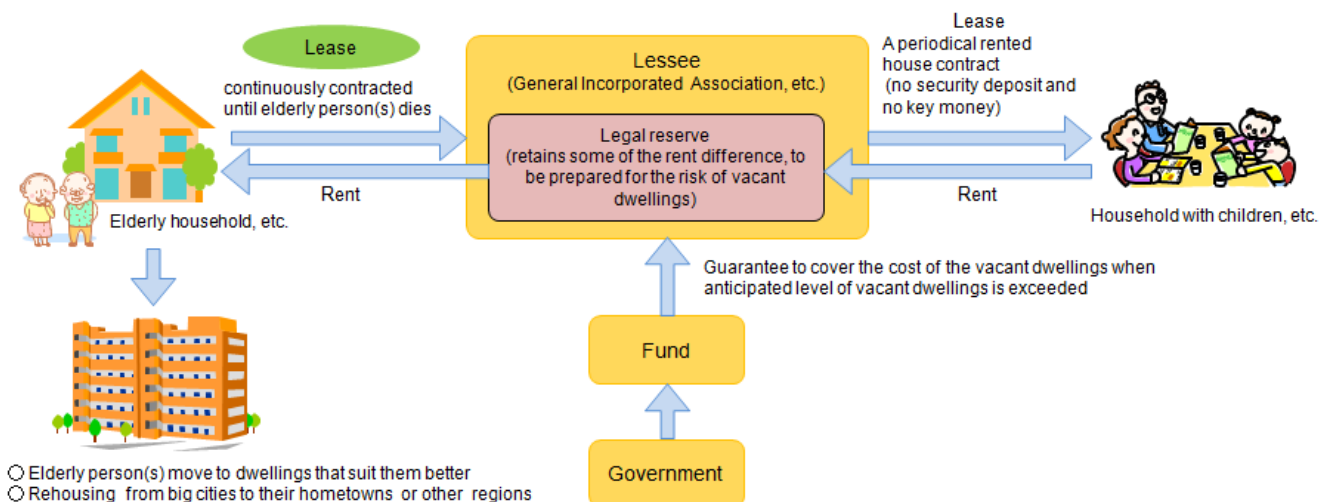 Lease
continuously contracted
until elderly person(s) dies
Rent
Elderly household, etc.
Lessee
(General Incorporated Association, etc.)
Legal reserve
(retains some of the rent difference, to
be prepared for the risk of vacant
dwellings)
Lease
A periodical rented
house contract
(no security deposit and
no key money)
Rent
Household with children, etc.
Guarantee to cover the cost of the vacant dwellings when
anticipated level of vacant dwellings is exceeded
Fund
Government
○ Elderly person(s) move to dwellings that suit them better
○ Rehousing from big cities to their hometowns or other regions